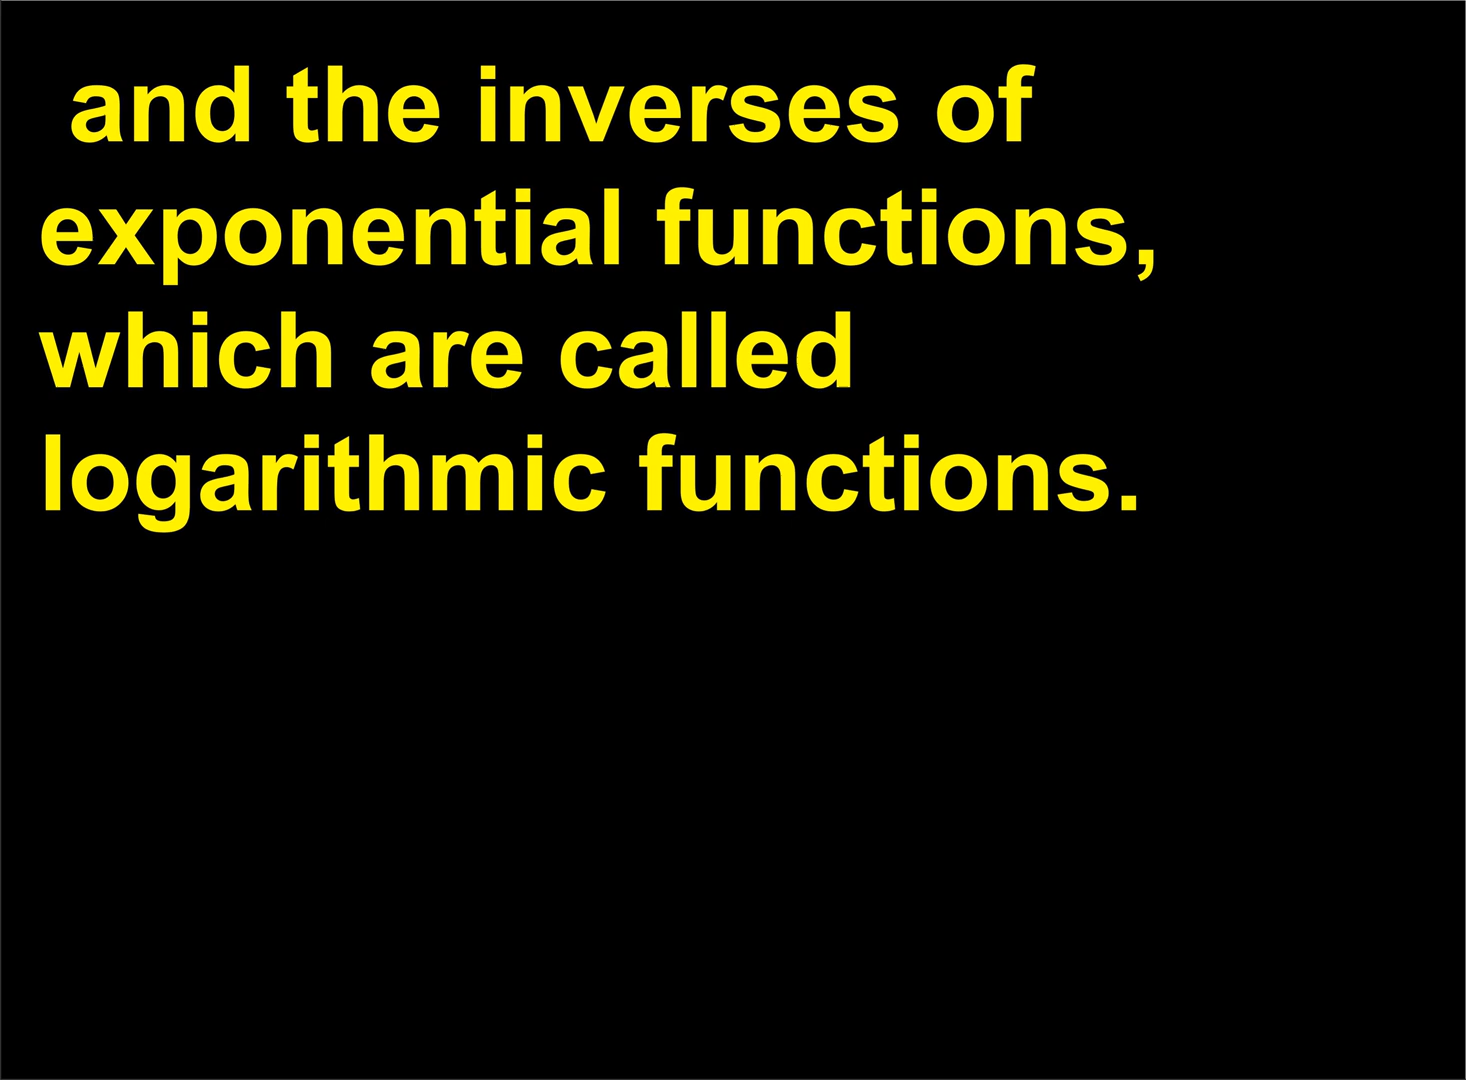 and the inverses of
exponential functions,
which are called
logarithmic functions.